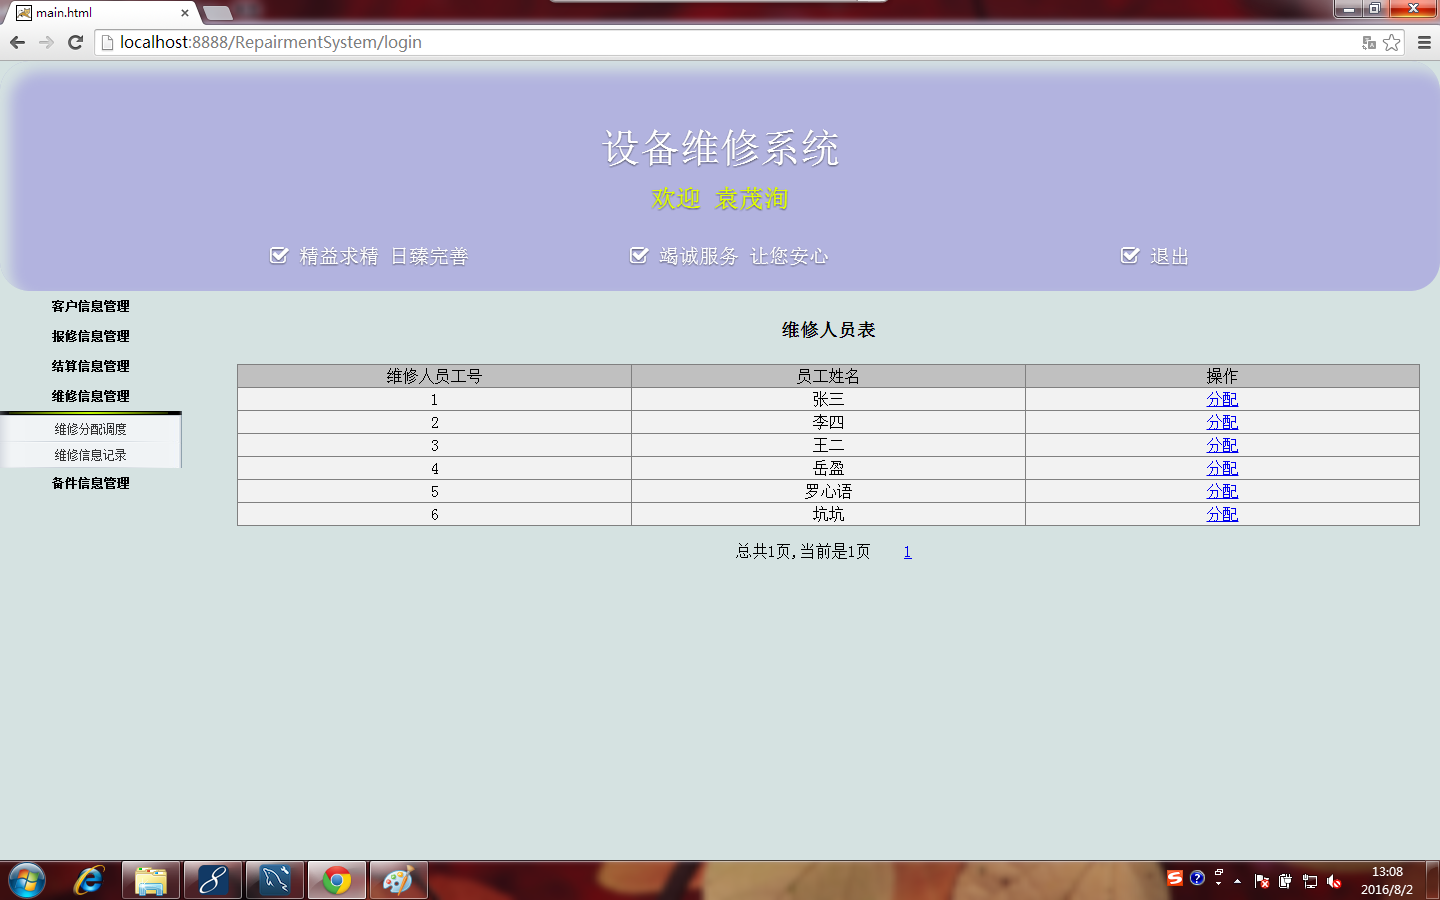 main.html
localhost:8888/RepairmentSystem/login
设备维修系统
欢迎 袁茂洵
精益求精 日臻完善
竭诚服务 让您安心
退出
客户信息管理
报修信息管理
结算信息管理
维修信息管理
维修分配调度
维修信息记录
备件信息管理
维修人员表
维修人员工号 员工姓名 操作
1 张三 分配
2 李四 分配
3 王二 分配
4 岳盈 分配
5 罗心语 分配
6 坑坑 分配
总共1页,当前是1页 1
13:08
2016/8/2